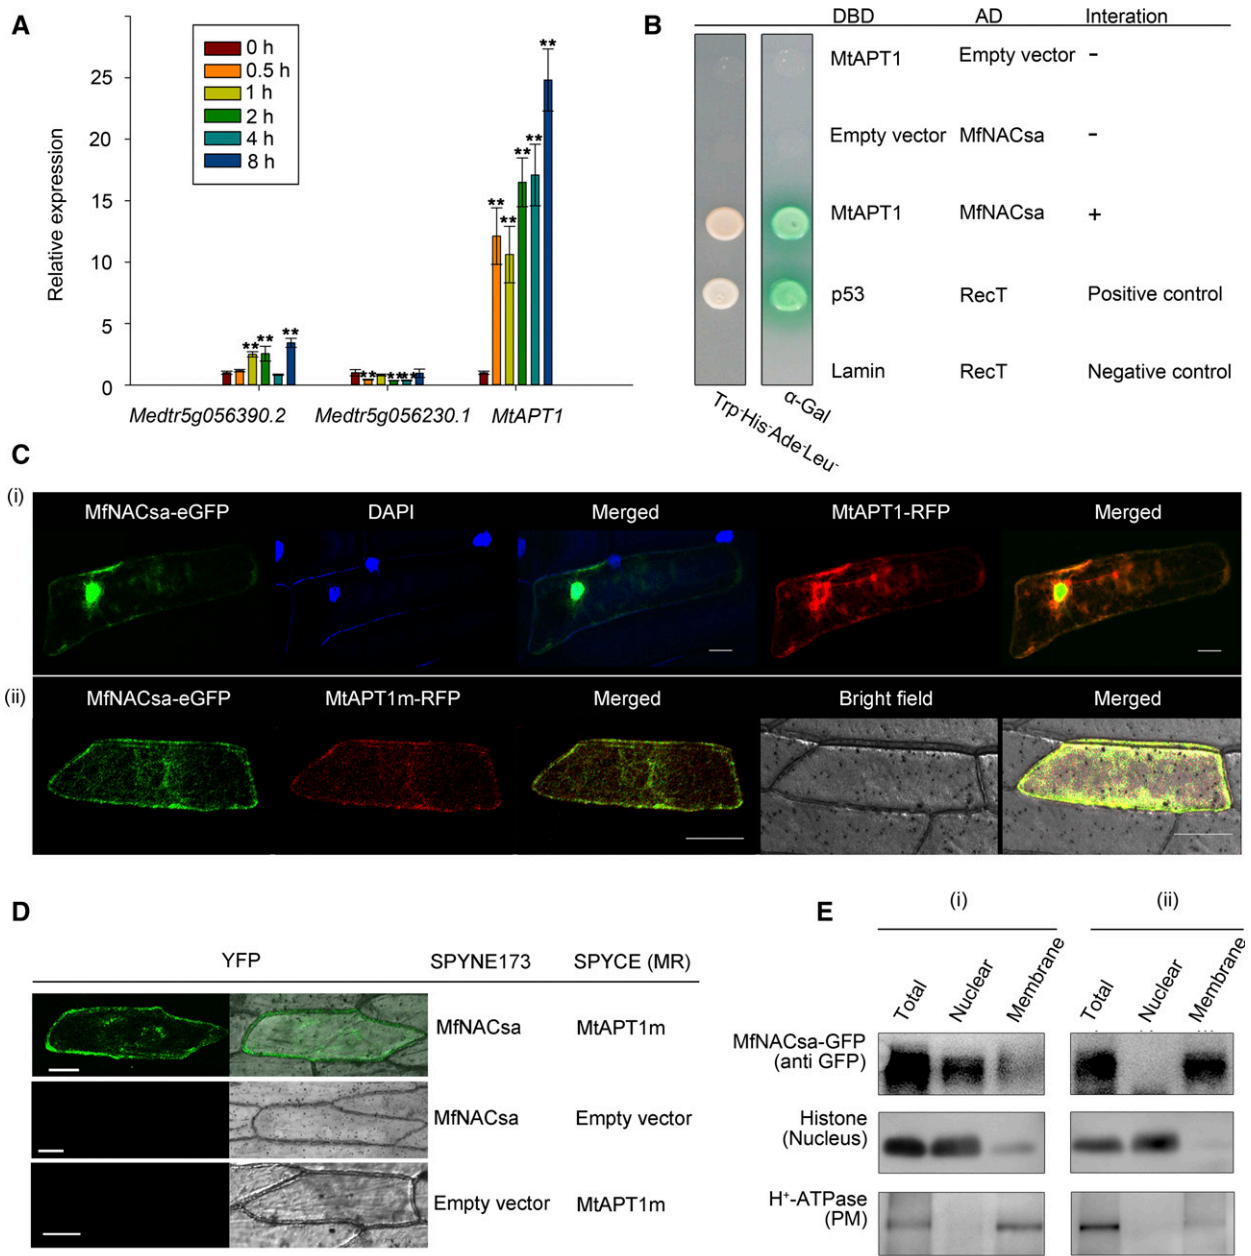 A
Relative expression
0
5
10
15
20
25
0 h
0.5 h
1 h
2 h
4 h
8 h
** ** **
** ** **
** ** ** ** **
Medtr5g056390.2
Medtr5g056230.1
MtAPT1
B
DBD AD Interation
MtAPT1 Empty vector -
Empty vector MfNACsa -
MtAPT1 MfNACsa +
p53 RecT Positive control
Lamin RecT Negative control
Trp-His-Ade-Leu-
α-Gal
C
(i)
MfNACsa-eGFP DAPI Merged MtAPT1-RFP Merged
(ii)
MfNACsa-eGFP MtAPT1m-RFP Merged Bright field Merged
D
YFP SPYNE173 SPYCE (MR)
MfNACsa MtAPT1m
MfNACsa Empty vector
Empty vector MtAPT1m
E
(i) (ii)
Total Nuclear Membrane Total Nuclear Membrane
MfNACsa-GFP
(anti GFP)
Histone
(Nucleus)
H+-ATPase
(PM)